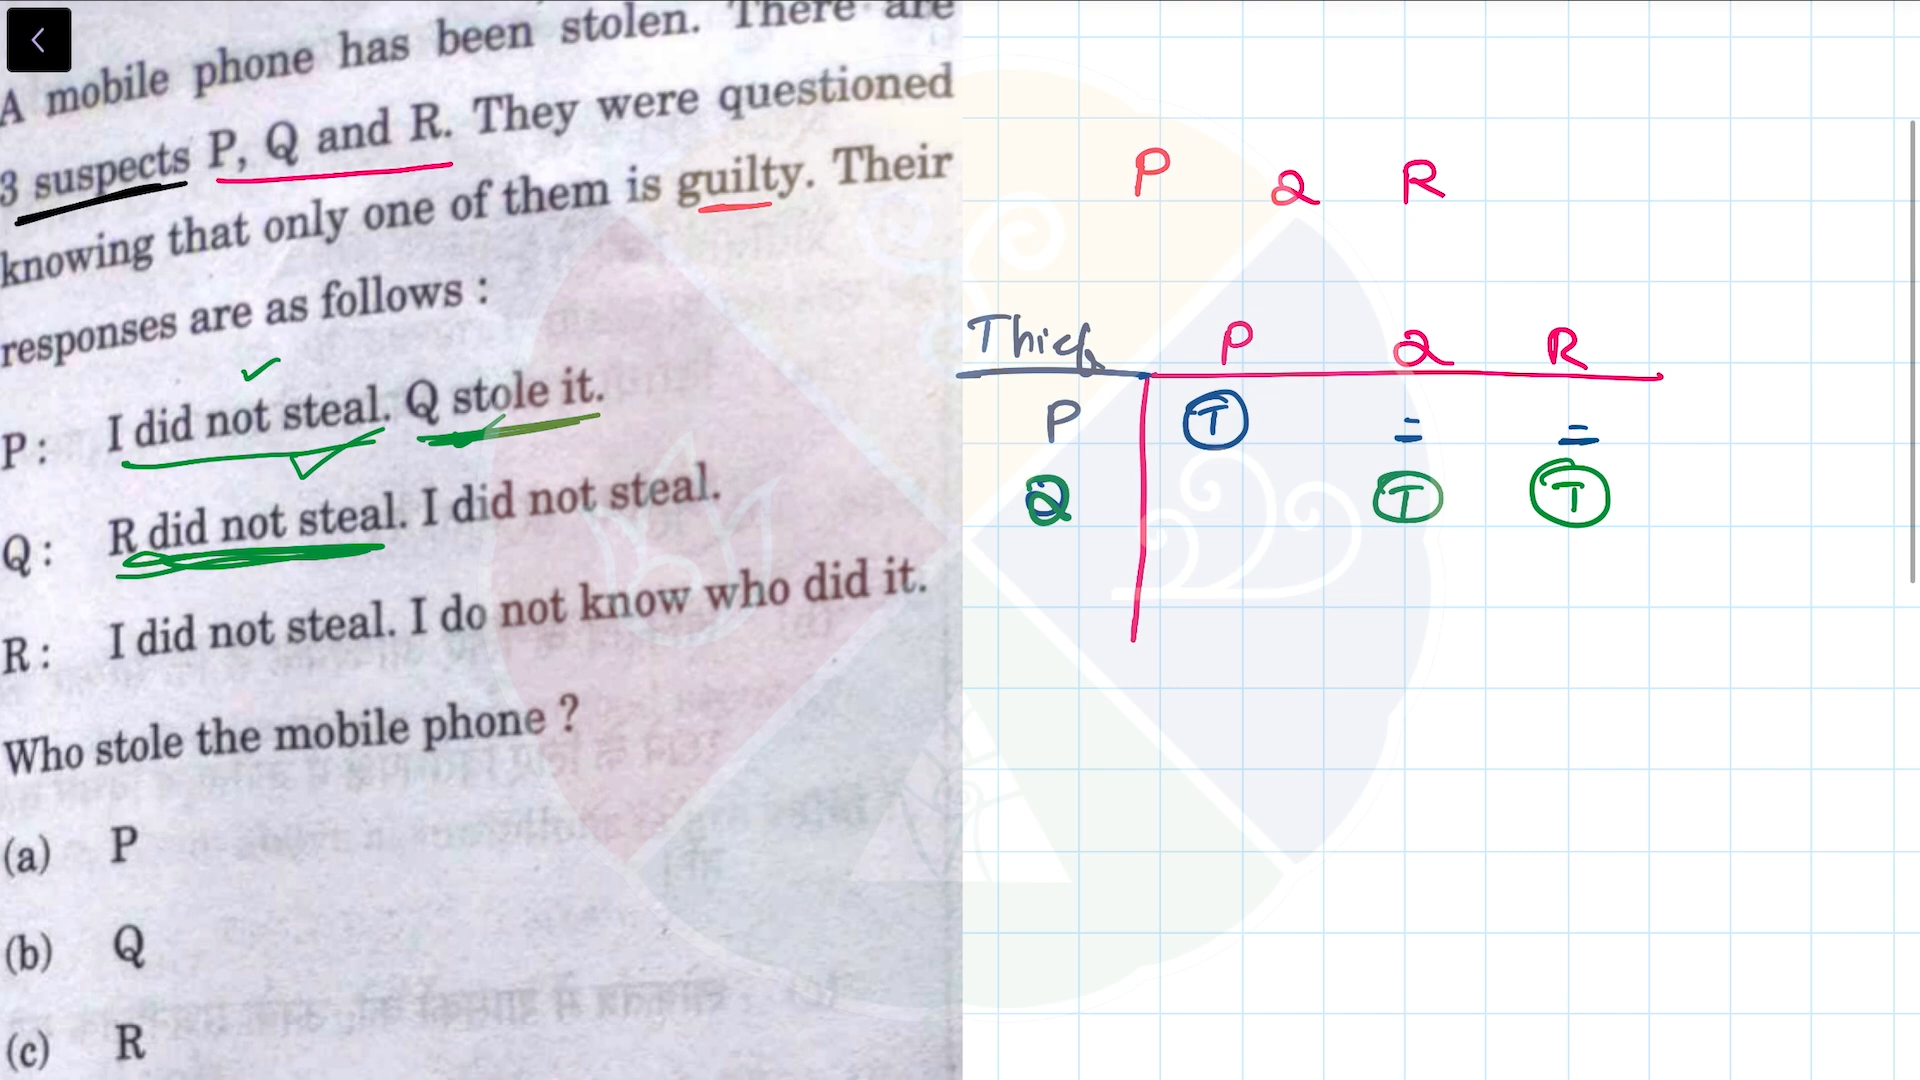 A mobile phone has been stolen. There are
3 suspects P, Q and R. They were questioned
knowing that only one of them is guilty. Their
responses are as follows :
P : I did not steal. Q stole it.
Q : R did not steal. I did not steal.
R : I did not steal. I do not know who did it.
Who stole the mobile phone ?
(a) P
(b) Q
(c) R
P Q R
Thief P Q R
P T = =
Q T T